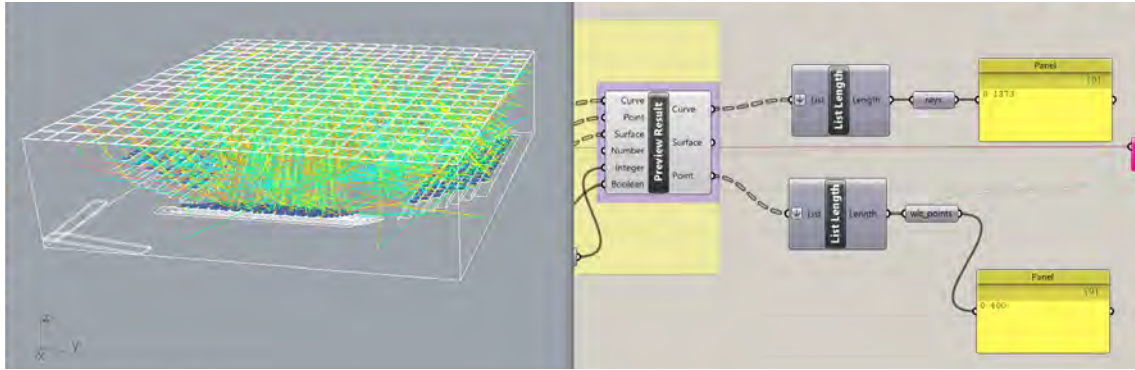 Z
X
Y
Curve
Point
Surface
Number
Integer
Boolean
Preview Result
Curve
Surface
Point
List
List Length
Length
rays
Panel
{0}
0 1373
List
List Length
Length
Panel
{0}
0 400